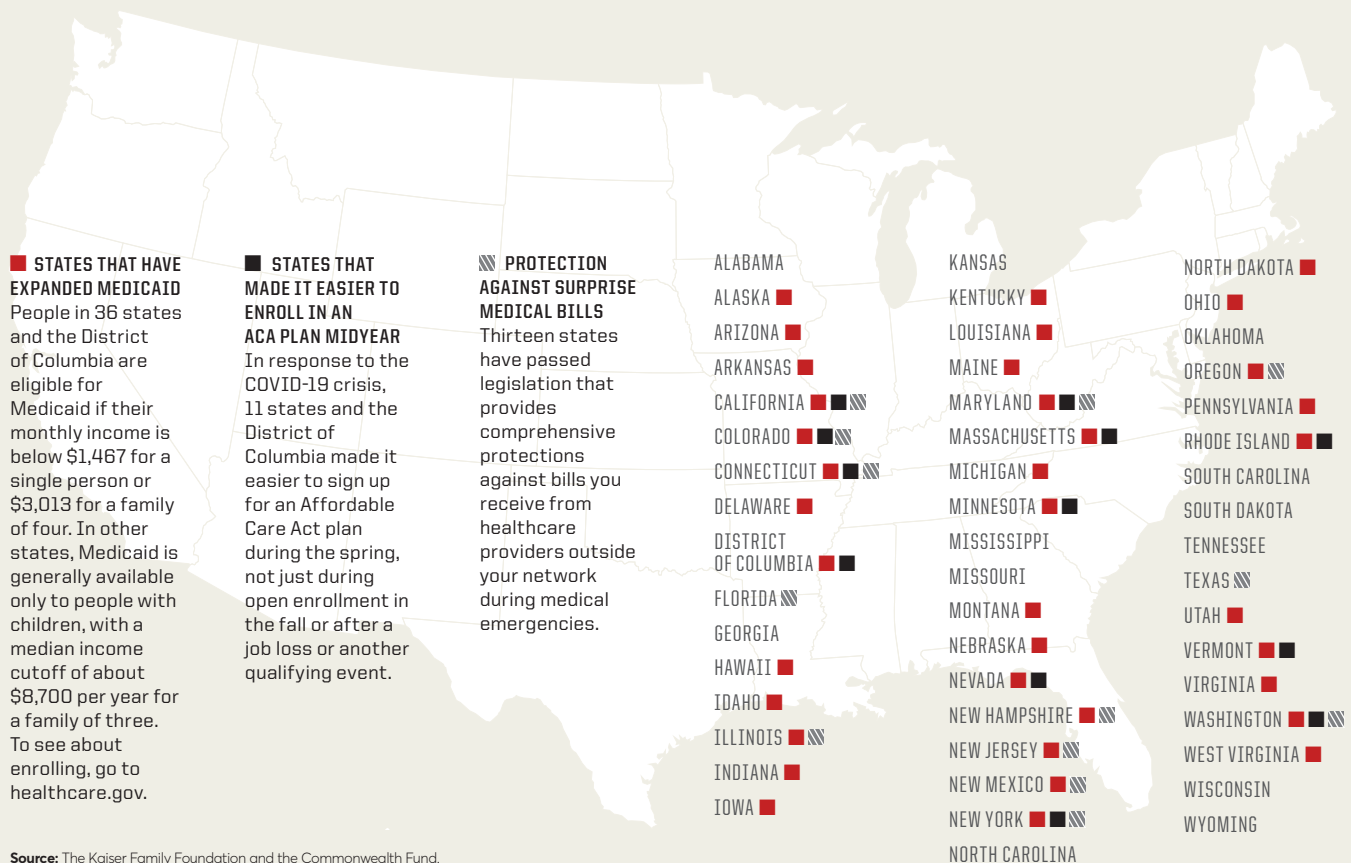 STATES THAT HAVE
EXPANDED MEDICAID
People in 36 states
and the District
of Columbia are
eligible for
Medicaid if their
monthly income is
below $1,467 for a
single person or
$3,013 for a family
of four. In other
states, Medicaid is
generally available
only to people with
children, with a
median income
cutoff of about
$8,700 per year for
a family of three.
To see about
enrolling, go to
healthcare.gov.
STATES THAT
MADE IT EASIER TO
ENROLL IN AN
ACA PLAN MIDYEAR
In response to the
COVID-19 crisis,
11 states and the
District of
Columbia made it
easier to sign up
for an Affordable
Care Act plan
during the spring,
not just during
open enrollment in
the fall or after a
job loss or another
qualifying event.
PROTECTION
AGAINST SURPRISE
MEDICAL BILLS
Thirteen states
have passed
legislation that
provides
comprehensive
protections
against bills you
receive from
healthcare
providers outside
your network
during medical
emergencies.
ALABAMA
ALASKA
ARIZONA
ARKANSAS
CALIFORNIA
COLORADO
CONNECTICUT
DELAWARE
DISTRICT
OF COLUMBIA
FLORIDA
GEORGIA
HAWAII
IDAHO
ILLINOIS
INDIANA
IOWA
KANSAS
KENTUCKY
LOUISIANA
MAINE
MARYLAND
MASSACHUSETTS
MICHIGAN
MINNESOTA
MISSISSIPPI
MISSOURI
MONTANA
NEBRASKA
NEVADA
NEW HAMPSHIRE
NEW JERSEY
NEW MEXICO
NEW YORK
NORTH CAROLINA
NORTH DAKOTA
OHIO
OKLAHOMA
OREGON
PENNSYLVANIA
RHODE ISLAND
SOUTH CAROLINA
SOUTH DAKOTA
TENNESSEE
TEXAS
UTAH
VERMONT
VIRGINIA
WASHINGTON
WEST VIRGINIA
WISCONSIN
WYOMING
Source: The Kaiser Family Foundation and the Commonwealth Fund.